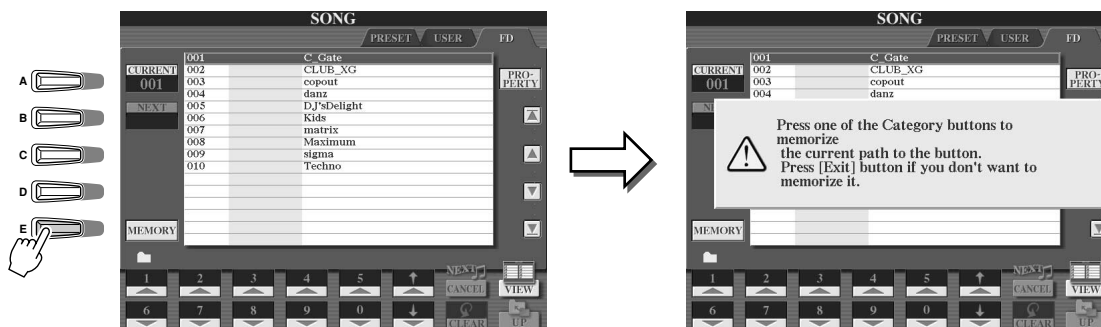 SONG
PRESET USER FD
001 C_Gate
CURRENT 002 CLUB_XG
001 003 copout
PRO-
PERTY
004 danz
NEXT 005 D.J'sDelight
006 Kids
007 matrix
008 Maximum
009 sigma
010 Techno
A
B
C
D
E
MEMORY
1 2 3 4 5 NEXT
CANCEL VIEW
6 7 8 9 0 CLEAR UP
SONG
PRESET USER FD
001 C_Gate
CURRENT 002 CLUB_XG
001 003 copout
PRO-
PERTY
004 danz
Press one of the Category buttons to
memorize
the current path to the button.
Press [Exit] button if you don't want to
memorize it.
MEMORY
1 2 3 4 5 NEXT
CANCEL VIEW
6 7 8 9 0 CLEAR UP